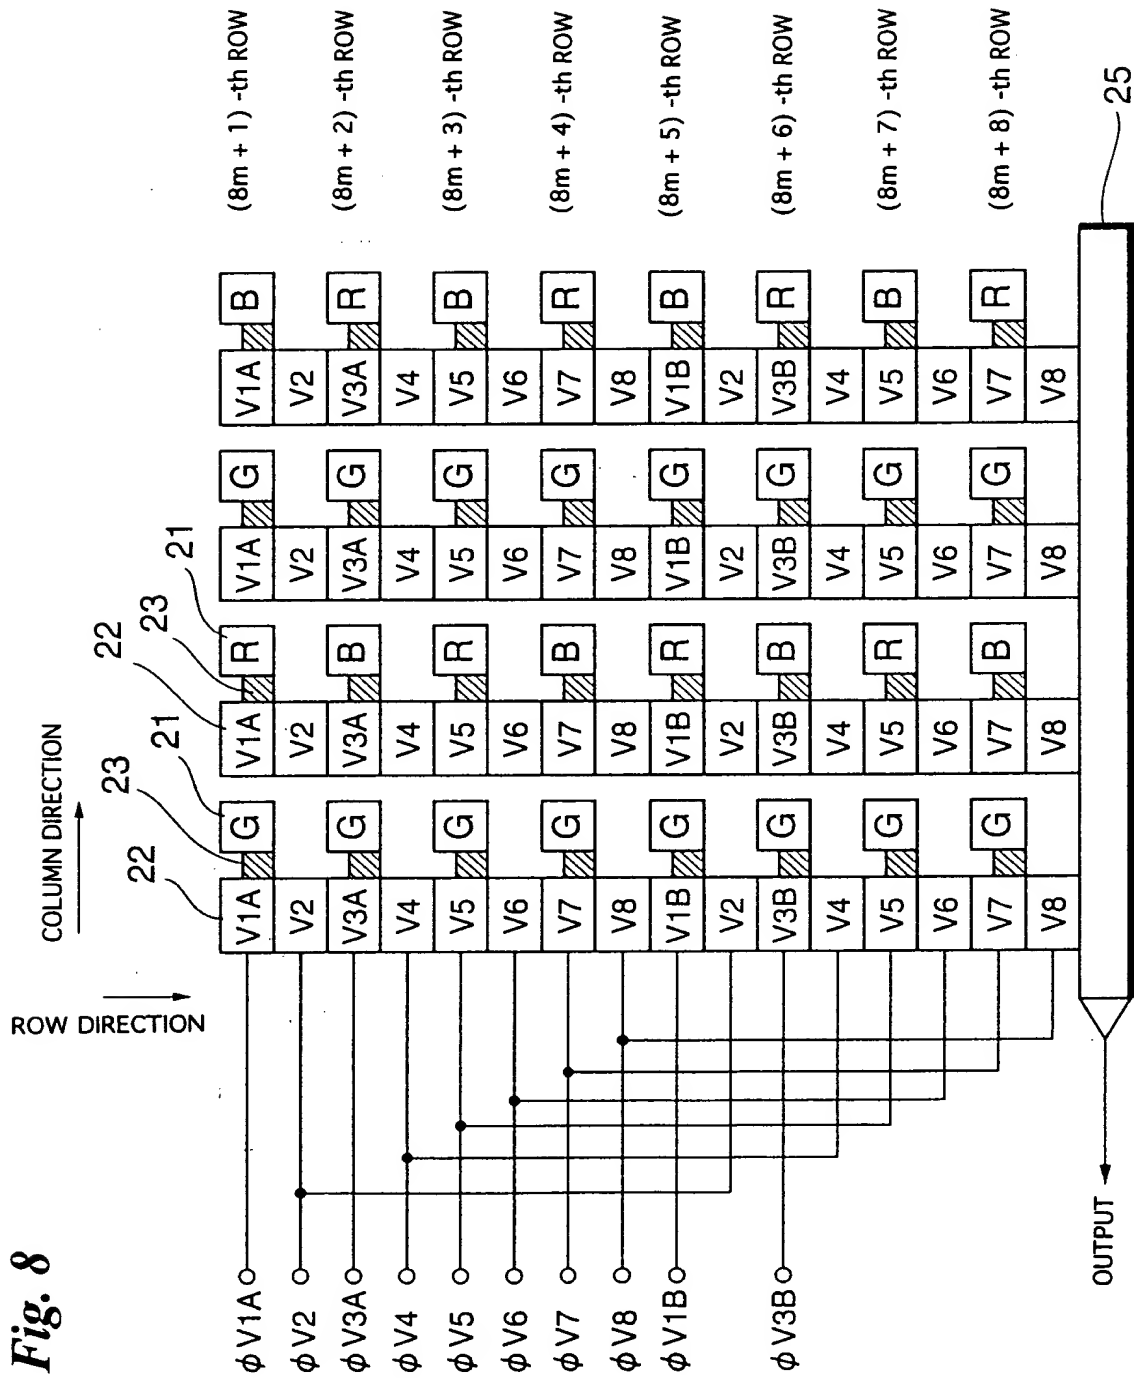 Fig. 8
ROW DIRECTION
COLUMN DIRECTION
22 23 21 22 23 21
φV1A V1A G V1A R V1A G V1A B (8m + 1) -th ROW
φV2 V2 V2 V2 V2
φV3A V3A G V3A B V3A G V3A R (8m + 2) -th ROW
φV4 V4 V4 V4 V4
φV5 V5 G V5 R V5 G V5 B (8m + 3) -th ROW
φV6 V6 V6 V6 V6
φV7 V7 G V7 B V7 G V7 R (8m + 4) -th ROW
φV8 V8 V8 V8 V8
φV1B V1B G V1B R V1B G V1B B (8m + 5) -th ROW
V2 V2 V2 V2
φV3B V3B G V3B B V3B G V3B R (8m + 6) -th ROW
V4 V4 V4 V4
V5 G V5 R V5 G V5 B (8m + 7) -th ROW
V6 V6 V6 V6
V7 G V7 B V7 G V7 R (8m + 8) -th ROW
V8 V8 V8 V8
OUTPUT
25